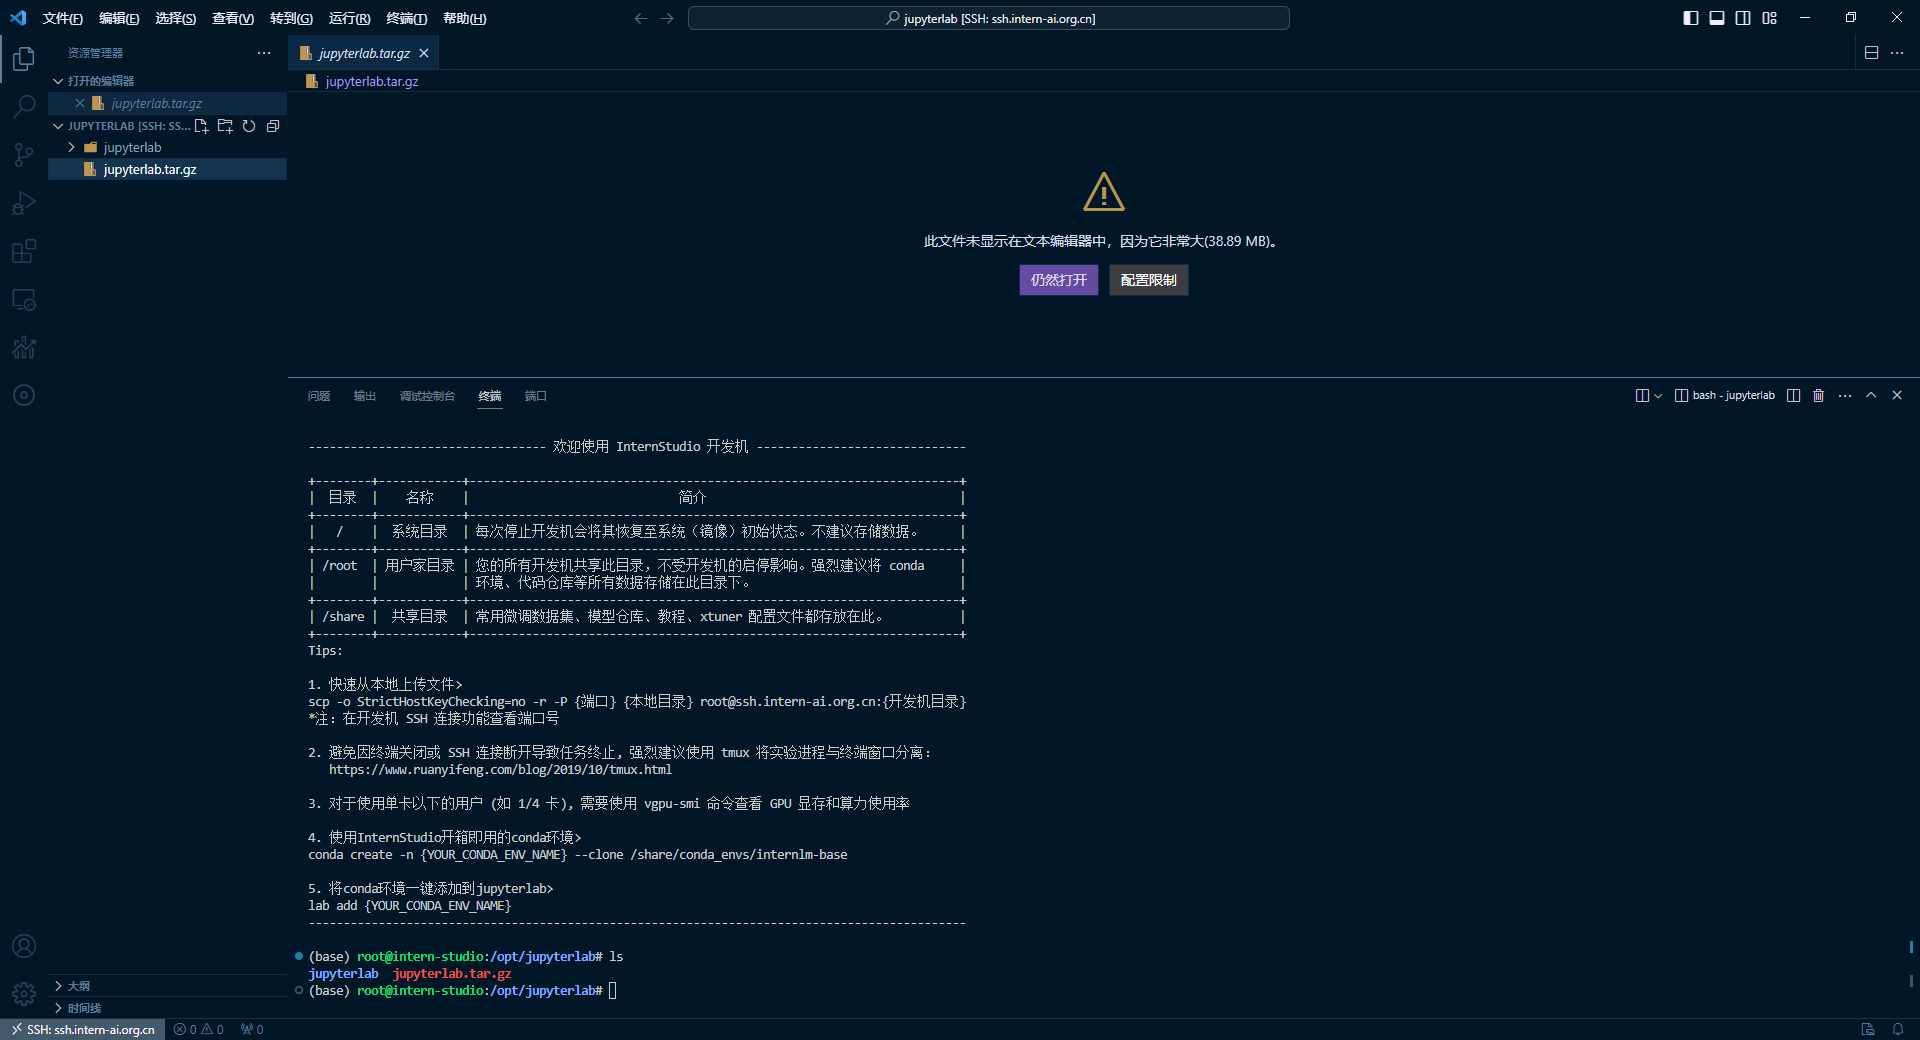 文件(F) 编辑(E) 选择(S) 查看(V) 转到(G) 运行(R) 终端(T) 帮助(H)
jupyterlab [SSH: ssh.intern-ai.org.cn]
资源管理器
打开的编辑器
jupyterlab.tar.gz
JUPYTERLAB [SSH: SS...
jupyterlab
jupyterlab.tar.gz
jupyterlab.tar.gz
jupyterlab.tar.gz
此文件未显示在文本编辑器中，因为它非常大(38.89 MB)。
仍然打开 配置限制
问题 输出 调试控制台 终端 端口
bash - jupyterlab
---------------------------------- 欢迎使用 InternStudio 开发机 ------------------------------
+--------+------------+----------------------------------------------------------------------+
| 目录 | 名称 | 简介 |
+--------+------------+----------------------------------------------------------------------+
| / | 系统目录 | 每次停止开发机会将其恢复至系统（镜像）初始状态。不建议存储数据。 |
+--------+------------+----------------------------------------------------------------------+
| /root | 用户家目录 | 您的所有开发机共享此目录，不受开发机的启停影响。强烈建议将 conda |
| | | 环境、代码仓库等所有数据存储在此目录下。 |
+--------+------------+----------------------------------------------------------------------+
| /share | 共享目录 | 常用微调数据集、模型仓库、教程、xtuner 配置文件都存放在此。 |
+--------+------------+----------------------------------------------------------------------+
Tips:
1. 快速从本地上传文件>
scp -o StrictHostKeyChecking=no -r -P {端口} {本地目录} root@ssh.intern-ai.org.cn:{开发机目录}
*注：在开发机 SSH 连接功能查看端口号
2. 避免因终端关闭或 SSH 连接断开导致任务终止，强烈建议使用 tmux 将实验进程与终端窗口分离：
https://www.ruanyifeng.com/blog/2019/10/tmux.html
3. 对于使用单卡以下的用户 (如 1/4 卡)，需要使用 vgpu-smi 命令查看 GPU 显存和算力使用率
4. 使用InternStudio开箱即用的conda环境>
conda create -n {YOUR_CONDA_ENV_NAME} --clone /share/conda_envs/internlm-base
5. 将conda环境一键添加到jupyterlab>
lab add {YOUR_CONDA_ENV_NAME}
----------------------------------------------------------------------------------------------
(base) root@intern-studio:/opt/jupyterlab# ls
jupyterlab jupyterlab.tar.gz
(base) root@intern-studio:/opt/jupyterlab#
大纲
时间线
SSH: ssh.intern-ai.org.cn 0 0 0